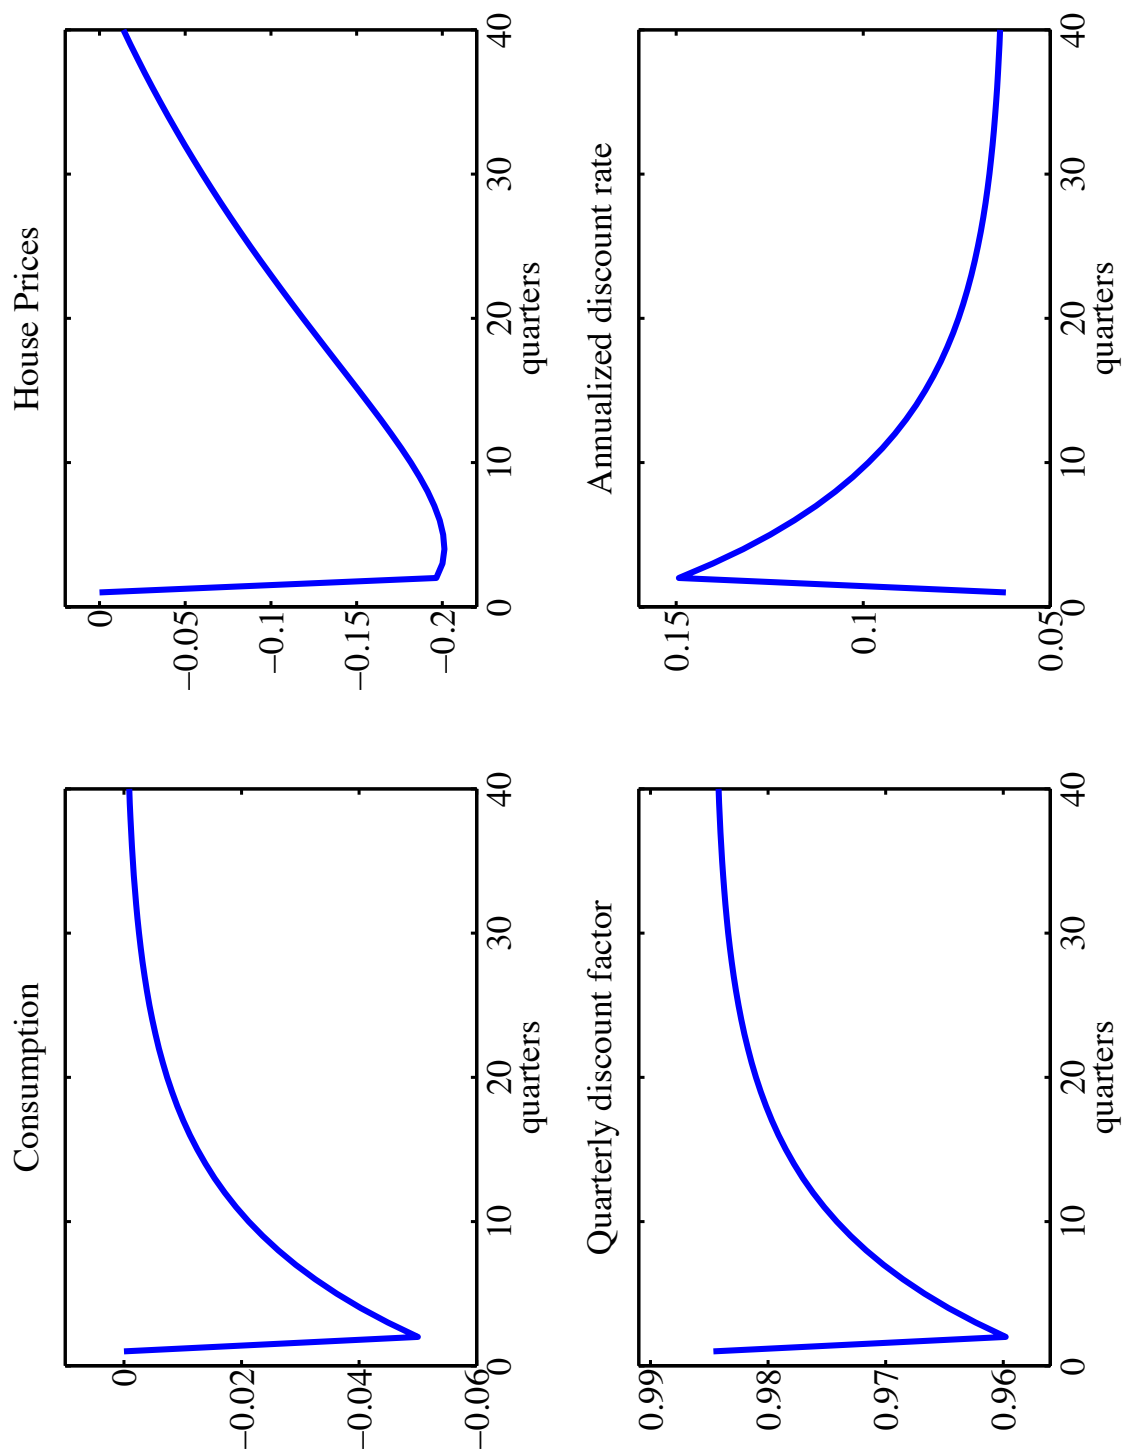 Consumption
0
−0.02
−0.04
−0.06
0 10 20 30 40
quarters
House Prices
0
−0.05
−0.1
−0.15
−0.2
0 10 20 30 40
quarters
Quarterly discount factor
0.99
0.98
0.97
0.96
0 10 20 30 40
quarters
Annualized discount rate
0.15
0.1
0.05
0 10 20 30 40
quarters